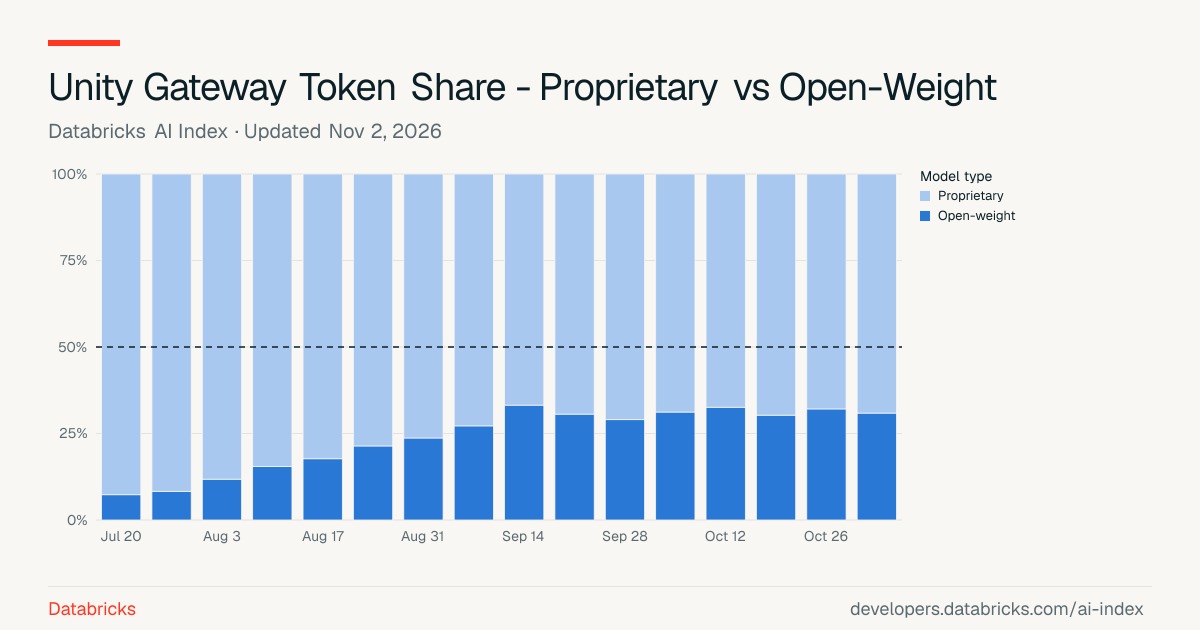 Unity Gateway Token Share - Proprietary vs Open-Weight
Databricks AI Index · Updated Nov 2, 2026
100%
75%
50%
25%
0%
Jul 20 Aug 3 Aug 17 Aug 31 Sep 14 Sep 28 Oct 12 Oct 26
Model type
Proprietary
Open-weight
Databricks
developers.databricks.com/ai-index